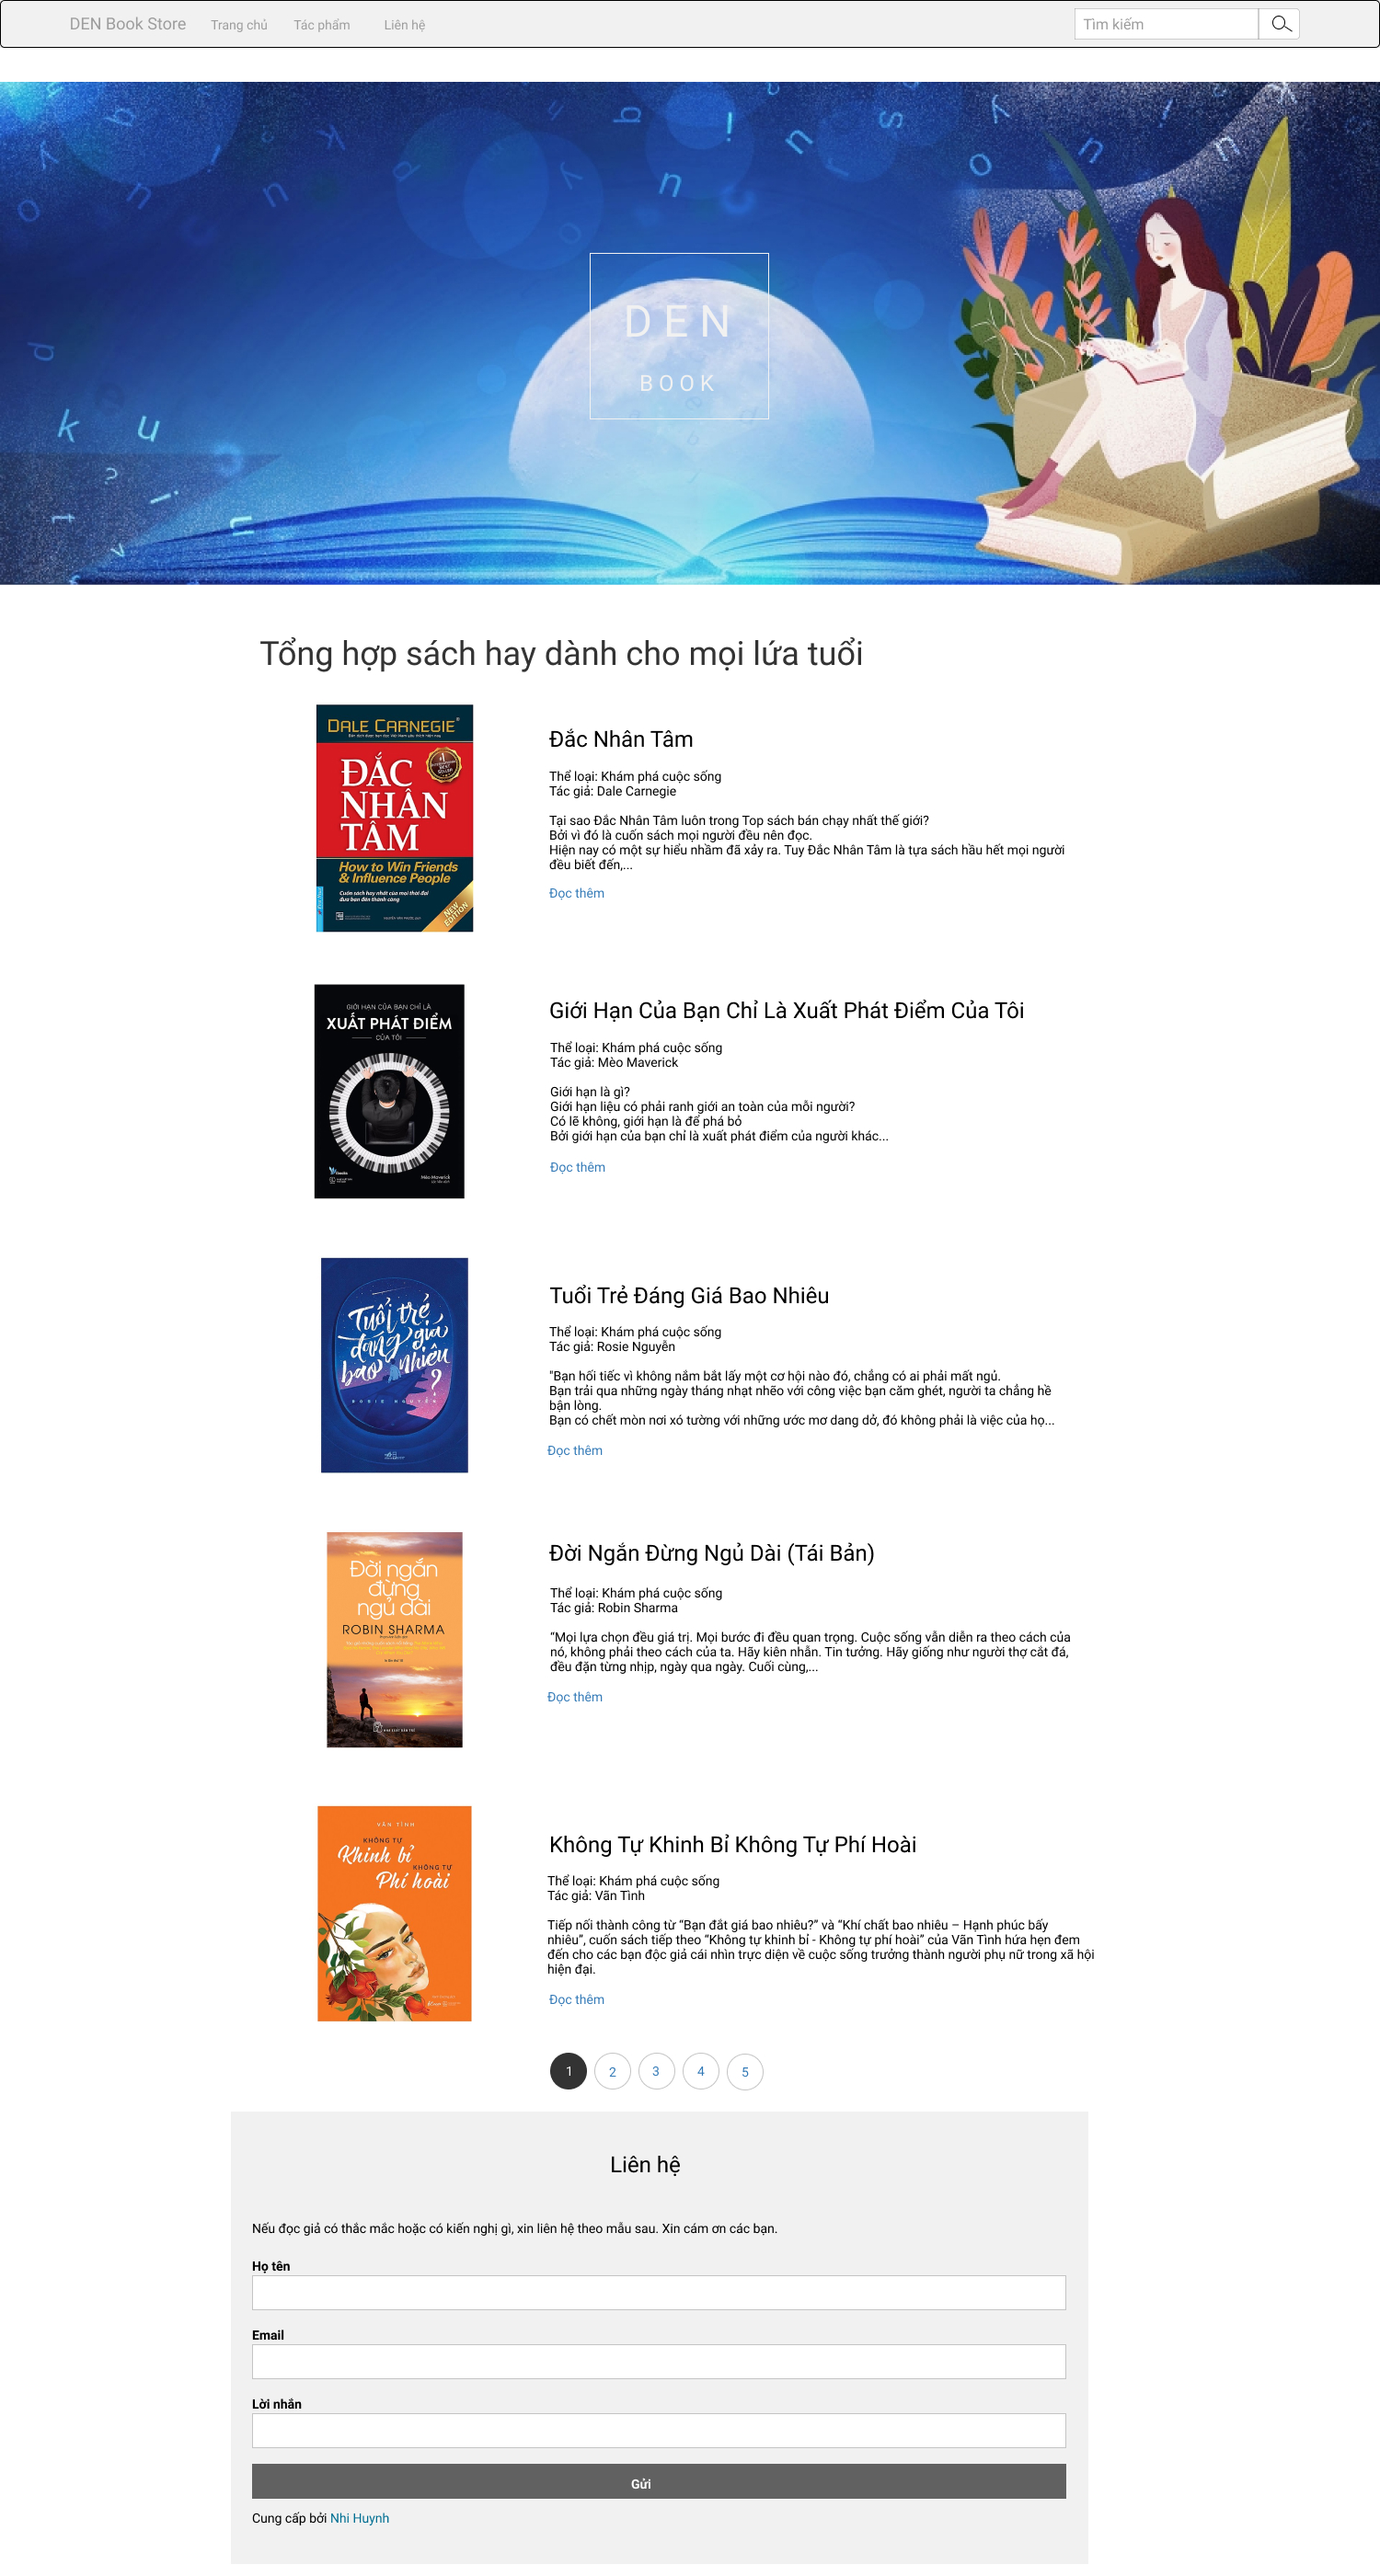 DEN Book Store
Trang chủ
Tác phẩm
Liên hệ
Tìm kiếm
DEN
BOOK
Tổng hợp sách hay dành cho mọi lứa tuổi
DALE CARNEGIE
ĐẮC
NHÂN
TÂM
How to Win Friends
& Influence People
Cuốn sách hay nhất của mọi thời đại
đưa bạn đến thành công
NEW
EDITION
Đắc Nhân Tâm
Thể loại: Khám phá cuộc sống
Tác giả: Dale Carnegie
Tại sao Đắc Nhân Tâm luôn trong Top sách bán chạy nhất thế giới?
Bởi vì đó là cuốn sách mọi người đều nên đọc.
Hiện nay có một sự hiểu nhầm đã xảy ra. Tuy Đắc Nhân Tâm là tựa sách hầu hết mọi người
đều biết đến,...
Đọc thêm
GIỚI HẠN CỦA BẠN CHỈ LÀ
XUẤT PHÁT ĐIỂM
CỦA TÔI
Mèo Maverick
Giới Hạn Của Bạn Chỉ Là Xuất Phát Điểm Của Tôi
Thể loại: Khám phá cuộc sống
Tác giả: Mèo Maverick
Giới hạn là gì?
Giới hạn liệu có phải ranh giới an toàn của mỗi người?
Có lẽ không, giới hạn là để phá bỏ
Bởi giới hạn của bạn chỉ là xuất phát điểm của người khác...
Đọc thêm
Tuổi trẻ
đáng giá
bao nhiêu
?
ROSIE NGUYỄN
Tuổi Trẻ Đáng Giá Bao Nhiêu
Thể loại: Khám phá cuộc sống
Tác giả: Rosie Nguyễn
"Bạn hối tiếc vì không nắm bắt lấy một cơ hội nào đó, chẳng có ai phải mất ngủ.
Bạn trải qua những ngày tháng nhạt nhẽo với công việc bạn căm ghét, người ta chẳng hề
bận lòng.
Bạn có chết mòn nơi xó tường với những ước mơ dang dở, đó không phải là việc của họ...
Đọc thêm
Đời ngắn
đừng
ngủ dài
ROBIN SHARMA
Đời Ngắn Đừng Ngủ Dài (Tái Bản)
Thể loại: Khám phá cuộc sống
Tác giả: Robin Sharma
“Mọi lựa chọn đều giá trị. Mọi bước đi đều quan trọng. Cuộc sống vẫn diễn ra theo cách của
nó, không phải theo cách của ta. Hãy kiên nhẫn. Tin tưởng. Hãy giống như người thợ cắt đá,
đều đặn từng nhịp, ngày qua ngày. Cuối cùng,...
Đọc thêm
VÃN TÌNH
KHÔNG TỰ
Khinh bỉ
KHÔNG TỰ
Phí hoài
Không Tự Khinh Bỉ Không Tự Phí Hoài
Thể loại: Khám phá cuộc sống
Tác giả: Vãn Tình
Tiếp nối thành công từ “Bạn đắt giá bao nhiêu?” và “Khí chất bao nhiêu – Hạnh phúc bấy
nhiêu”, cuốn sách tiếp theo “Không tự khinh bỉ - Không tự phí hoài” của Vãn Tình hứa hẹn đem
đến cho các bạn độc giả cái nhìn trực diện về cuộc sống trưởng thành người phụ nữ trong xã hội
hiện đại.
Đọc thêm
1 2 3 4 5
Liên hệ
Nếu đọc giả có thắc mắc hoặc có kiến nghị gì, xin liên hệ theo mẫu sau. Xin cám ơn các bạn.
Họ tên
Email
Lời nhắn
Gửi
Cung cấp bởi Nhi Huynh